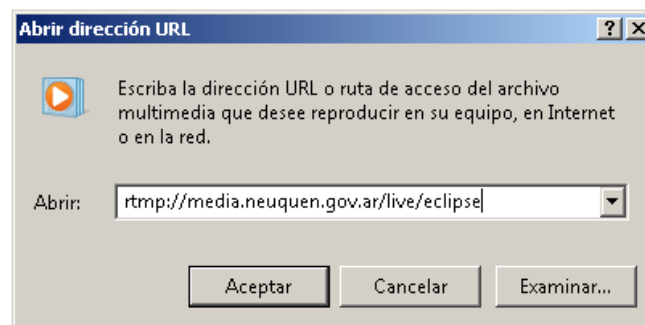 Abrir dirección URL
Escriba la dirección URL o ruta de acceso del archivo
multimedia que desee reproducir en su equipo, en Internet
o en la red.
Abrir: rtmp://media.neuquen.gov.ar/live/eclipse
Aceptar Cancelar Examinar...